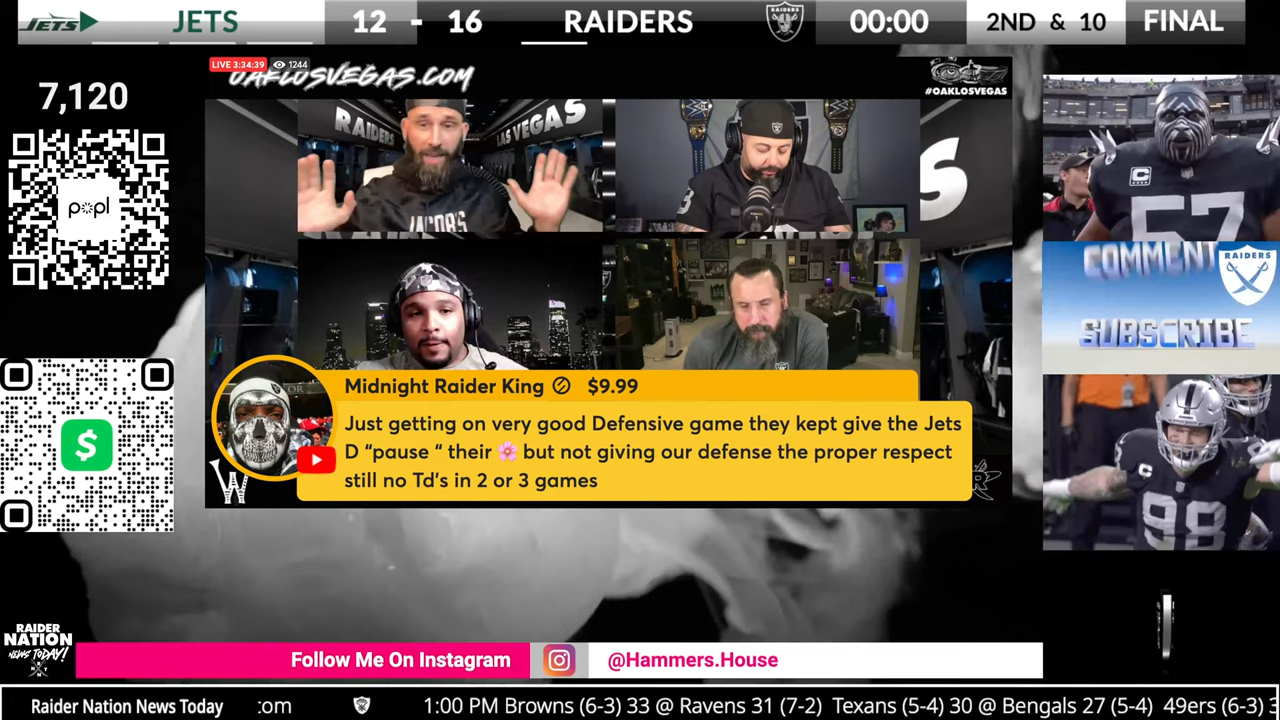 JETS
JETS
12 - 16
RAIDERS
RAIDERS
00:00
2ND & 10
FINAL
LIVE 3:34:39
1244
OAKLOSVEGAS.COM
#OAKLOSVEGAS
7,120
popl
RAIDERS
LAS VEGAS
JACOB'S
S
C
57
COMMENT
RAIDERS
SUBSCRIBE
Midnight Raider King $9.99
Just getting on very good Defensive game they kept give the Jets
D “pause “ their 🌸 but not giving our defense the proper respect
still no Td's in 2 or 3 games
$
C
98
RAIDER
NATION
NEWS TODAY!
Follow Me On Instagram
@Hammers.House
Raider Nation News Today
:om
1:00 PM Browns (6-3) 33 @ Ravens 31 (7-2) Texans (5-4) 30 @ Bengals 27 (5-4) 49ers (6-3) 3